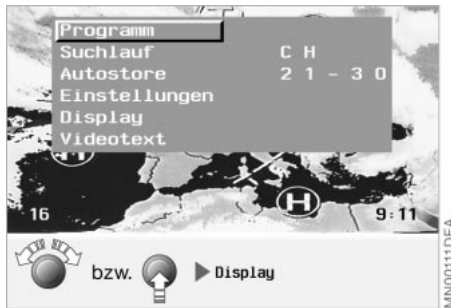 Programm
Suchlauf C H
Autostore 2 1 - 3 0
Einstellungen
Display
Videotext
H
H
16 9:11
bzw. Display
MN00111DEA